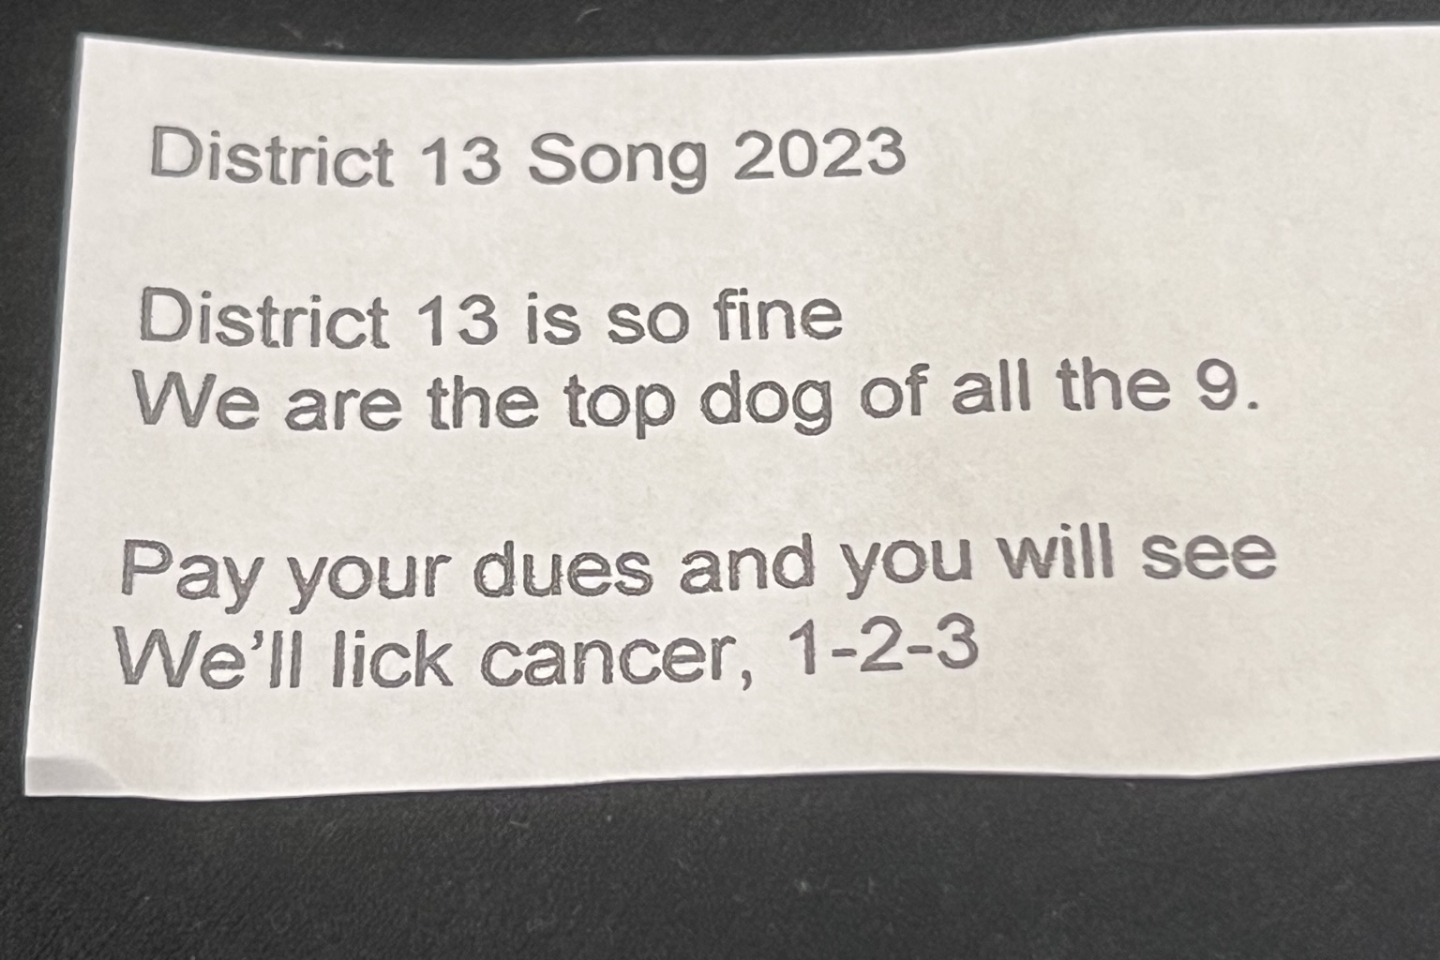 District 13 Song 2023
District 13 is so fine
We are the top dog of all the 9.
Pay your dues and you will see
We’ll lick cancer, 1-2-3